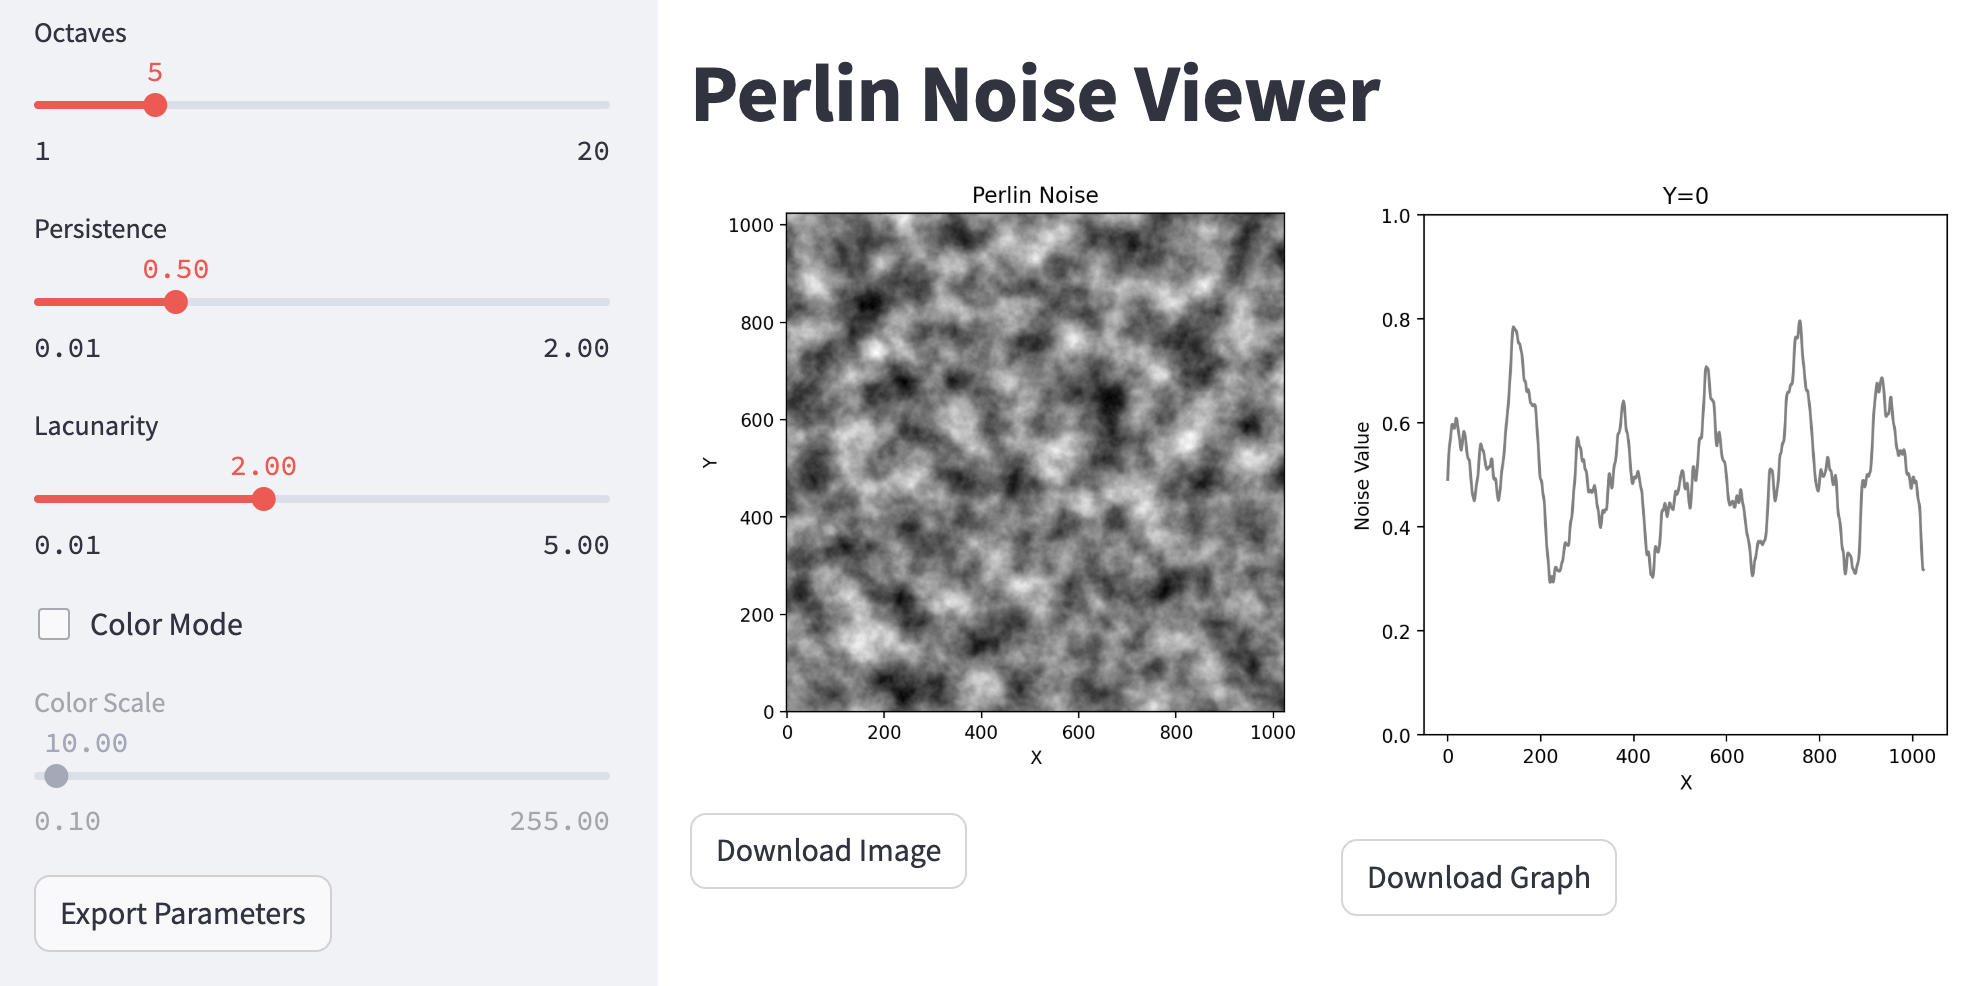 Octaves
5
1 20
Persistence
0.50
0.01 2.00
Lacunarity
2.00
0.01 5.00
Color Mode
Color Scale
10.00
0.10 255.00
Export Parameters
Perlin Noise Viewer
Perlin Noise
1000
800
600
400
200
0
Y
0 200 400 600 800 1000
X
Download Image
Y=0
1.0
0.8
0.6
0.4
0.2
0.0
Noise Value
0 200 400 600 800 1000
X
Download Graph